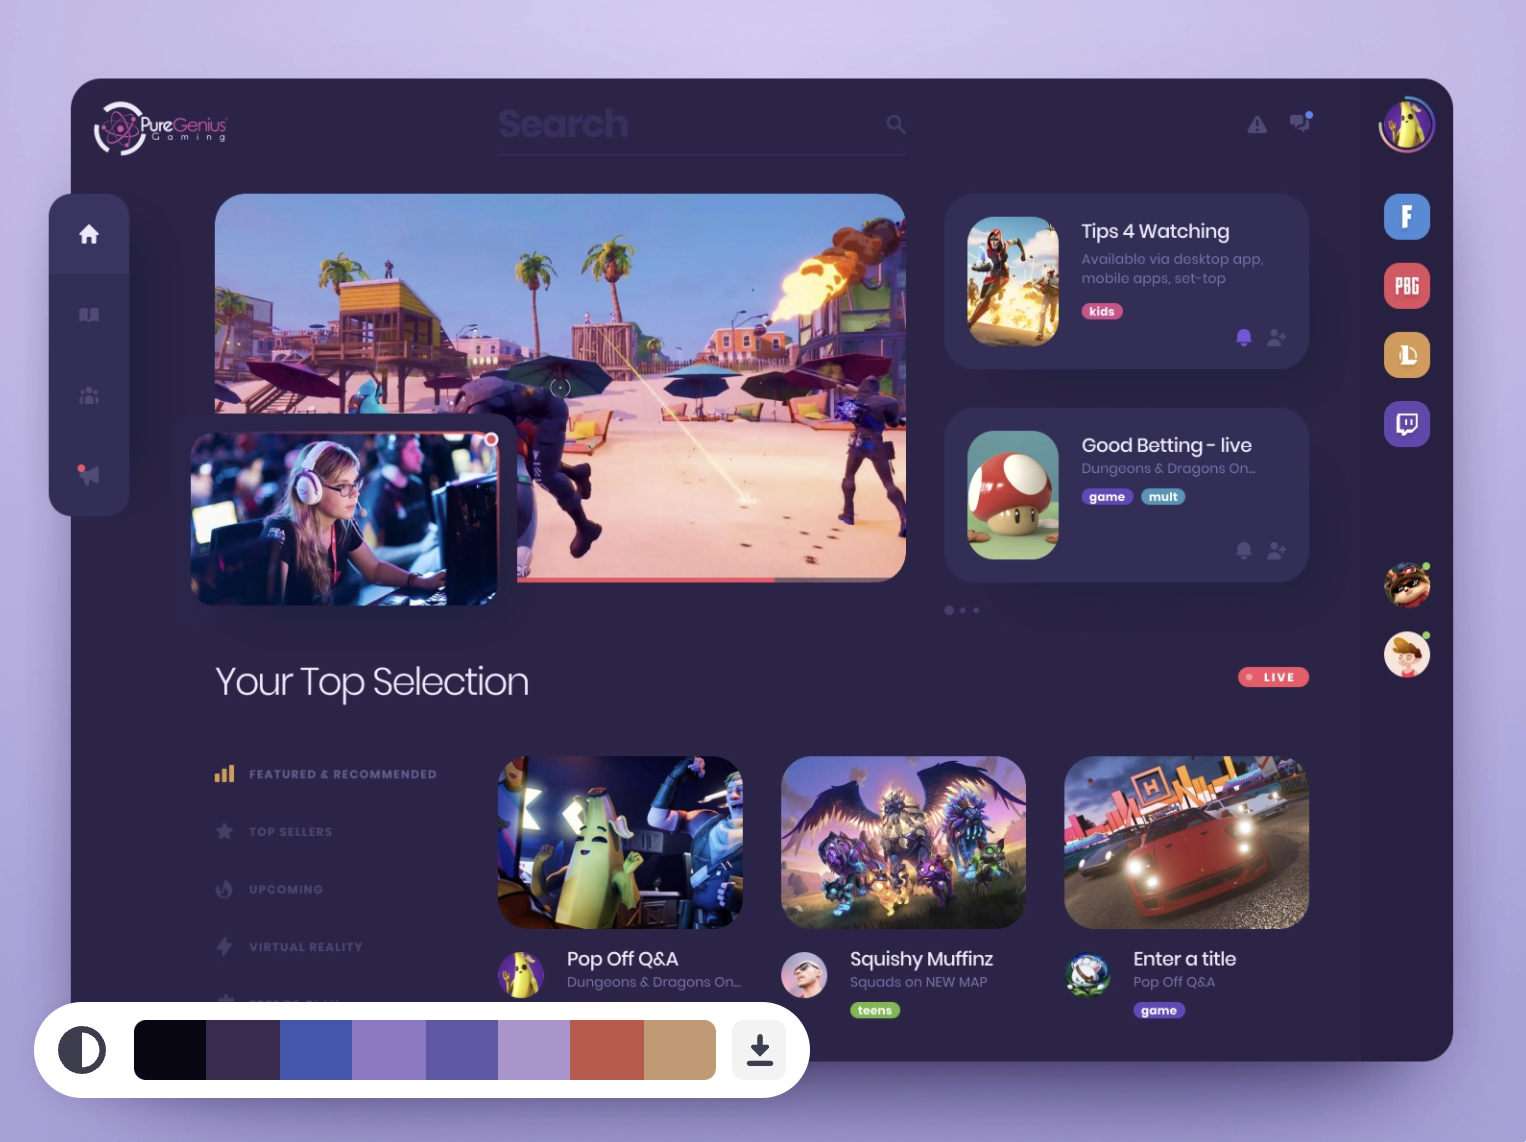 PureGenius
Gaming
Search
Tips 4 Watching
Available via desktop app,
mobile apps, set-top
kids
Good Betting - live
Dungeons & Dragons On...
game mult
F
PBG
L
Your Top Selection
LIVE
FEATURED & RECOMMENDED
TOP SELLERS
UPCOMING
VIRTUAL REALITY
H
Pop Off Q&A
Dungeons & Dragons On...
Squishy Muffinz
Squads on NEW MAP
teens
Enter a title
Pop Off Q&A
game